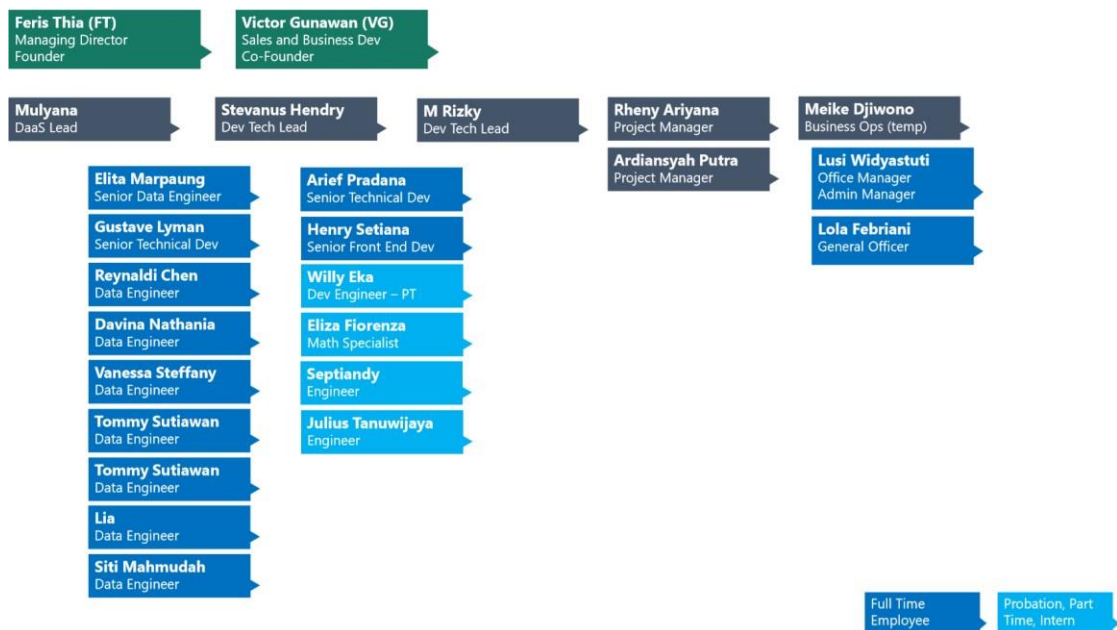 Feris Thia (FT)
Managing Director
Founder
Victor Gunawan (VG)
Sales and Business Dev
Co-Founder
Mulyana
DaaS Lead
Stevanus Hendry
Dev Tech Lead
M Rizky
Dev Tech Lead
Rheny Ariyana
Project Manager
Meike Djiwono
Business Ops (temp)
Ardiansyah Putra
Project Manager
Elita Marpaung
Senior Data Engineer
Gustave Lyman
Senior Technical Dev
Reynaldi Chen
Data Engineer
Davina Nathania
Data Engineer
Vanessa Steffany
Data Engineer
Tommy Sutiawan
Data Engineer
Tommy Sutiawan
Data Engineer
Lia
Data Engineer
Siti Mahmudah
Data Engineer
Arief Pradana
Senior Technical Dev
Henry Setiana
Senior Front End Dev
Willy Eka
Dev Engineer – PT
Eliza Fiorenza
Math Specialist
Septiandy
Engineer
Julius Tanuwijaya
Engineer
Lusi Widyastuti
Office Manager
Admin Manager
Lola Febriani
General Officer
Full Time
Employee
Probation, Part
Time, Intern